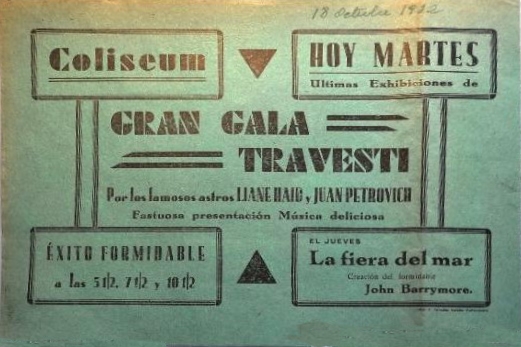 18 Octubre 1932
Coliseum
HOY MARTES
Ultimas Exhibiciones de
GRAN GALA
TRAVESTI
Por los famosos astros LIANE HAID y JUAN PETROVICH
Fastuosa presentación Música deliciosa
ÉXITO FORMIDABLE
a las 5 1|2, 7 1|2 y 10 1|2
EL JUEVES
La fiera del mar
Creación del formidable
John Barrymore.